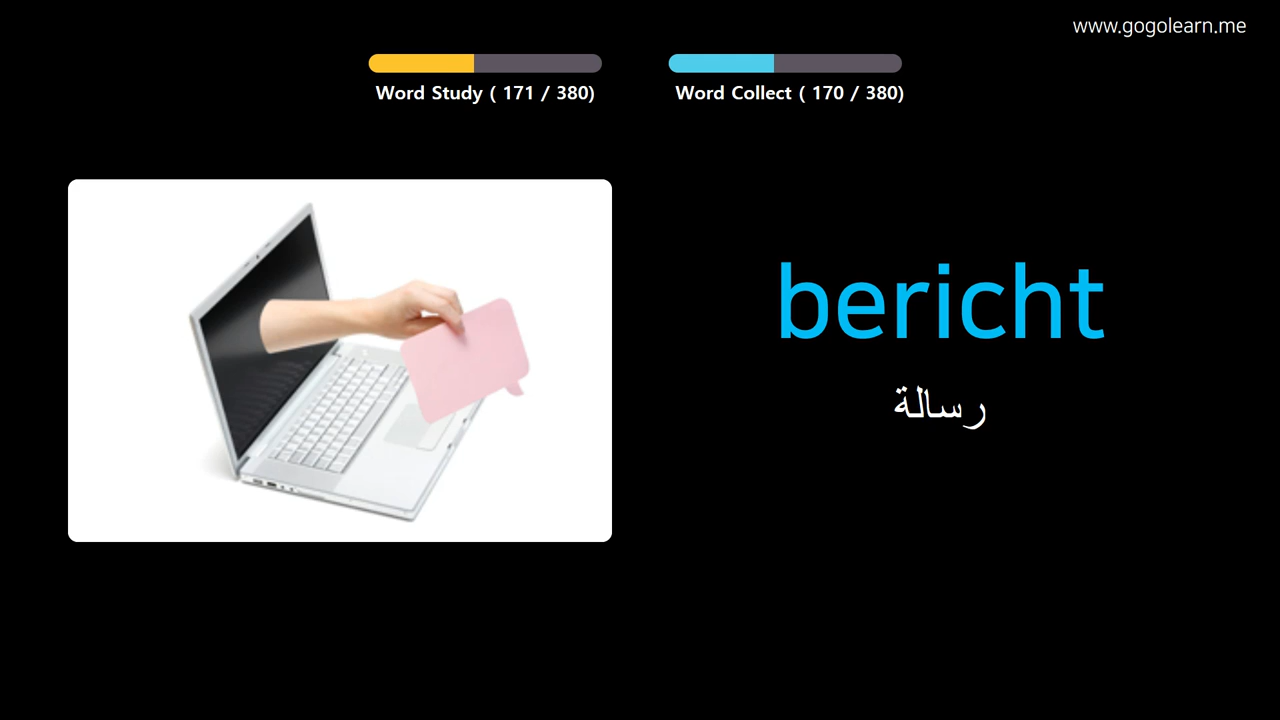 www.gogolearn.me
Word Study ( 171 / 380)
Word Collect ( 170 / 380)
bericht
رسالة